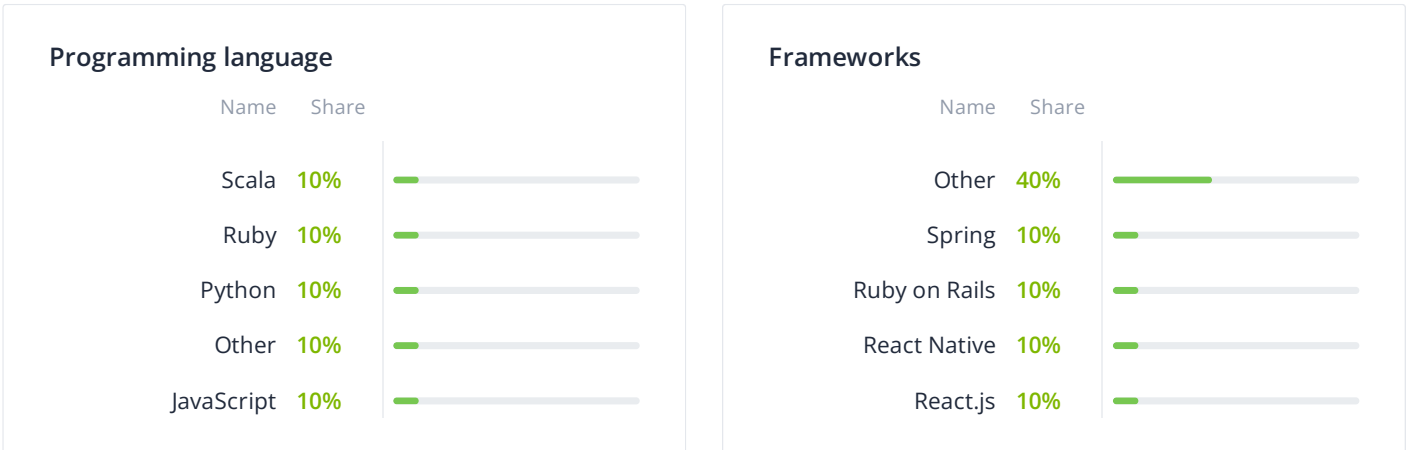 Programming language
Name Share
Scala 10%
Ruby 10%
Python 10%
Other 10%
JavaScript 10%
Frameworks
Name Share
Other 40%
Spring 10%
Ruby on Rails 10%
React Native 10%
React.js 10%